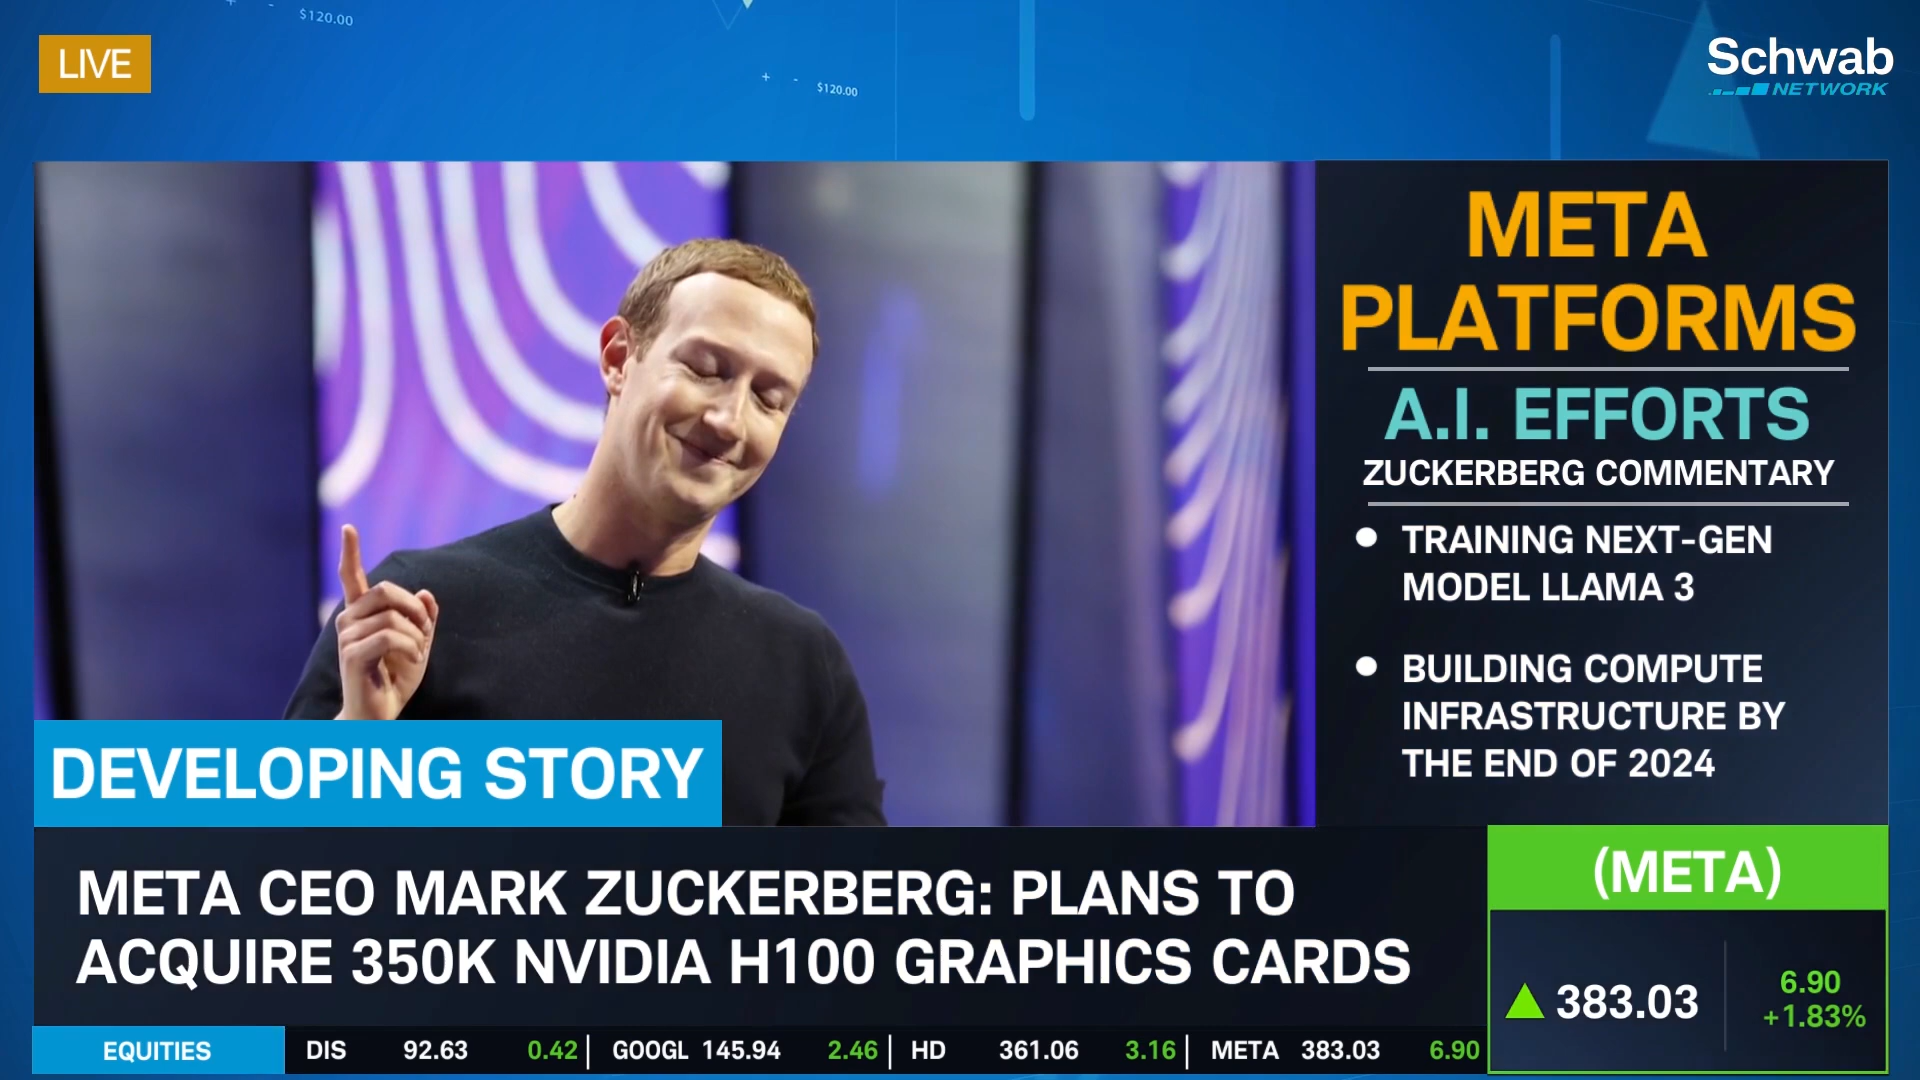 $120.00
LIVE
Schwab
NETWORK
+ - $120.00
META
PLATFORMS
A.I. EFFORTS
ZUCKERBERG COMMENTARY
• TRAINING NEXT-GEN
MODEL LLAMA 3
• BUILDING COMPUTE
INFRASTRUCTURE BY
THE END OF 2024
DEVELOPING STORY
META CEO MARK ZUCKERBERG: PLANS TO
ACQUIRE 350K NVIDIA H100 GRAPHICS CARDS
(META)
▲ 383.03
6.90
+1.83%
EQUITIES DIS 92.63 0.42 | GOOGL 145.94 2.46 | HD 361.06 3.16 | META 383.03 6.90